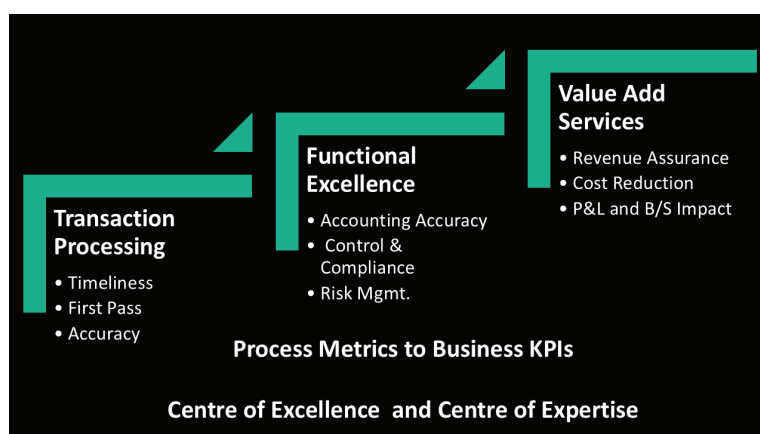 Transaction
Processing
• Timeliness
• First Pass
• Accuracy
Functional
Excellence
• Accounting Accuracy
• Control &
Compliance
• Risk Mgmt.
Value Add
Services
• Revenue Assurance
• Cost Reduction
• P&L and B/S Impact
Process Metrics to Business KPIs
Centre of Excellence and Centre of Expertise